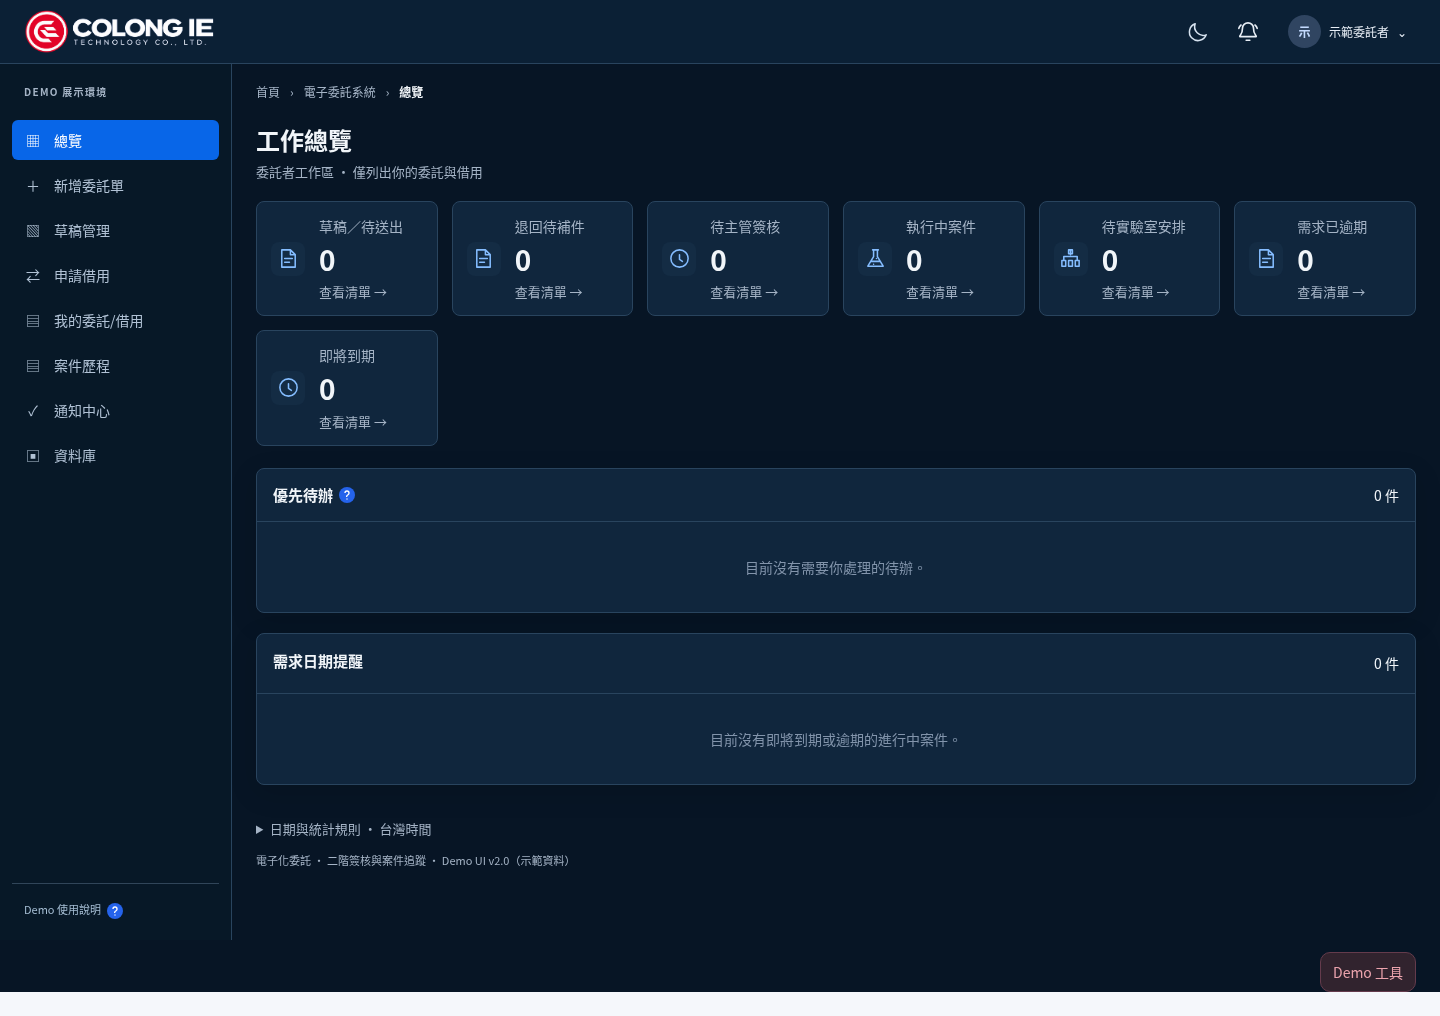 COLONG IE
TECHNOLOGY CO., LTD.
示 示範委託者
DEMO 展示環境
總覽
新增委託單
草稿管理
申請借用
我的委託/借用
案件歷程
通知中心
資料庫
Demo 使用說明 ?
首頁 › 電子委託系統 › 總覽
工作總覽
委託者工作區 • 僅列出你的委託與借用
草稿／待送出
0
查看清單 →
退回待補件
0
查看清單 →
待主管簽核
0
查看清單 →
執行中案件
0
查看清單 →
待實驗室安排
0
查看清單 →
需求已逾期
0
查看清單 →
即將到期
0
查看清單 →
優先待辦 ?
0 件
目前沒有需要你處理的待辦。
需求日期提醒
0 件
目前沒有即將到期或逾期的進行中案件。
日期與統計規則 • 台灣時間
電子化委託 • 二階簽核與案件追蹤 • Demo UI v2.0（示範資料）
Demo 工具